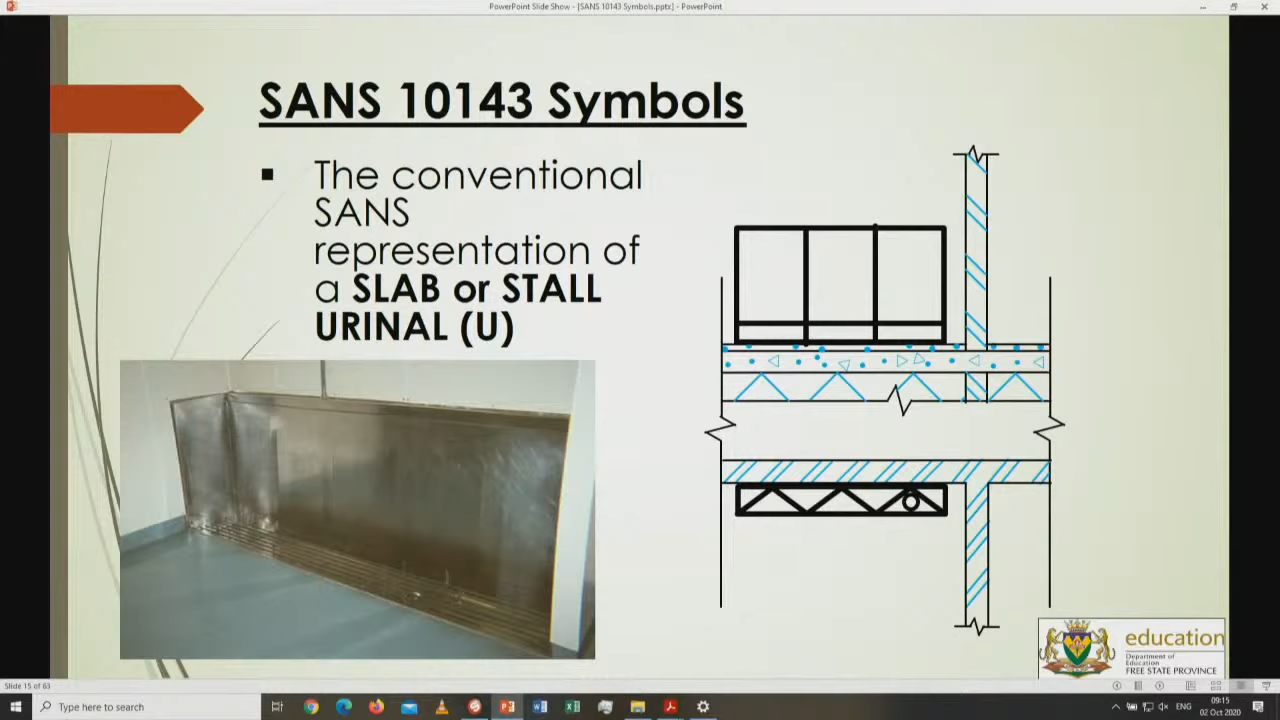 PowerPoint Slide Show - [SANS 10143 Symbols.pptx] - PowerPoint
SANS 10143 Symbols
The conventional
SANS
representation of
a SLAB or STALL
URINAL (U)
education
Department of
Education
FREE STATE PROVINCE
Slide 15 of 63
Type here to search
ENG
09:15
02 Oct 2020